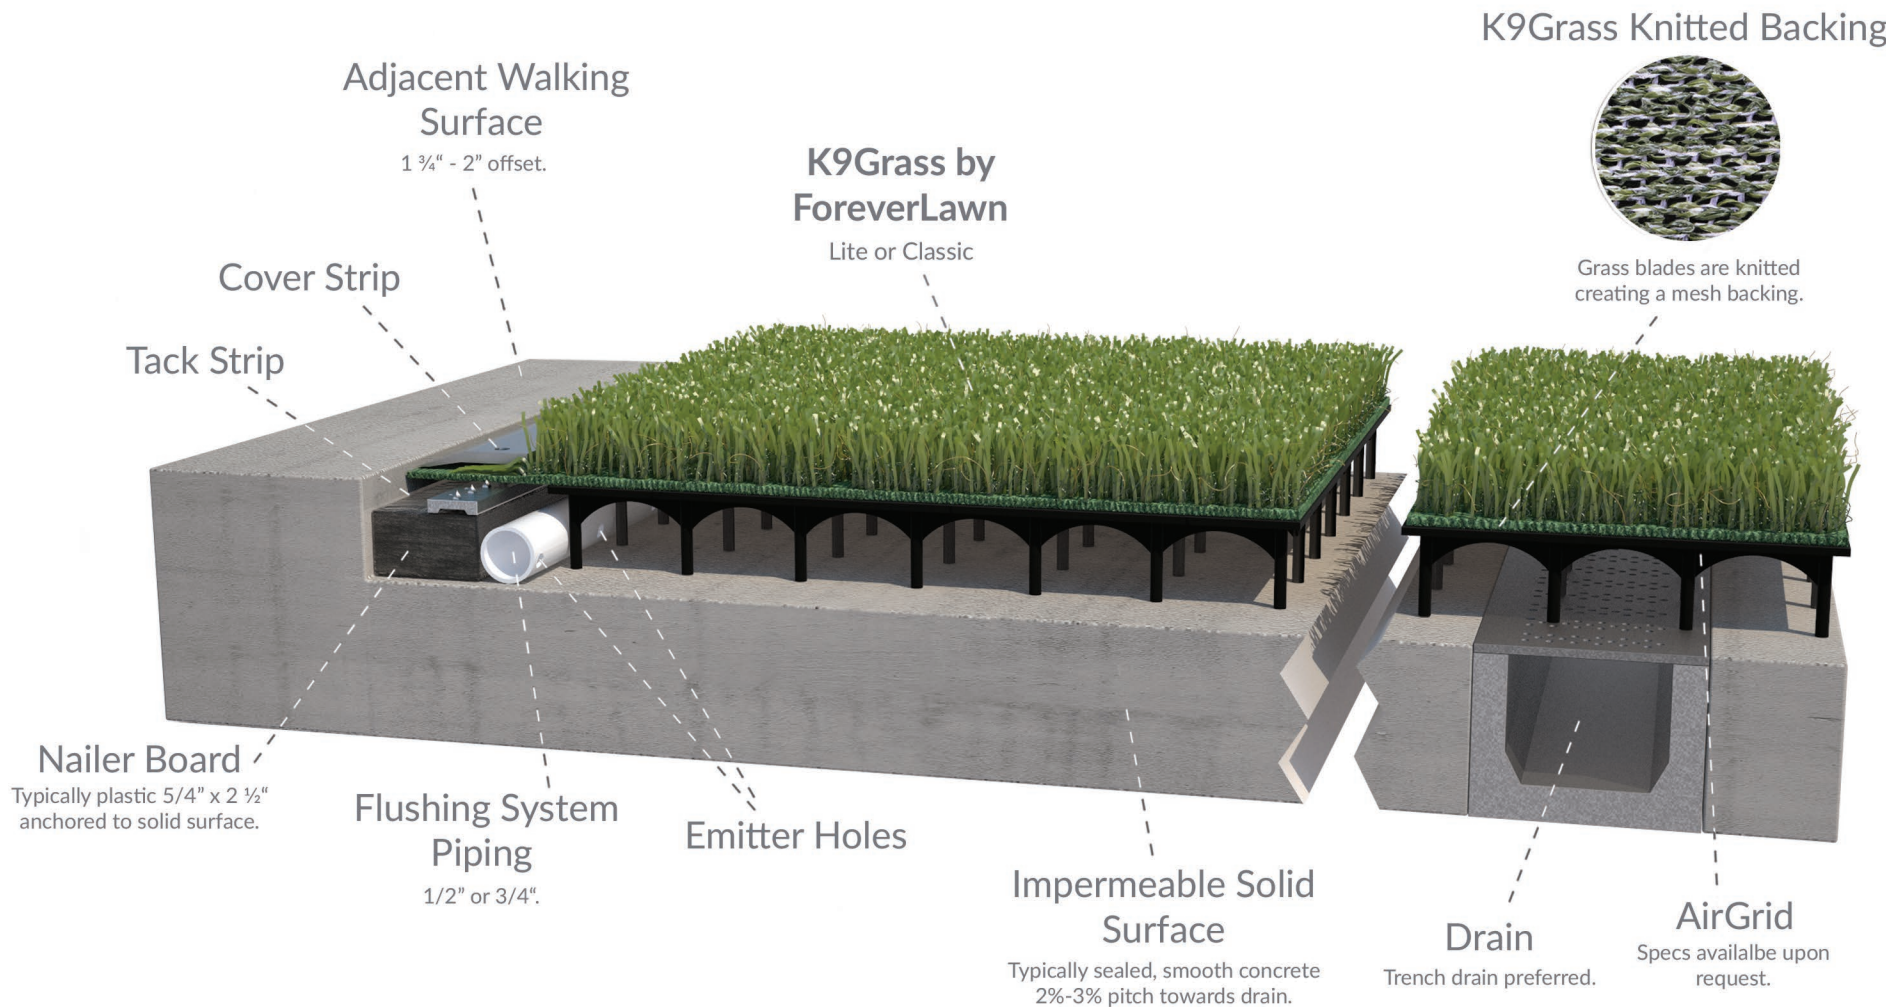 K9Grass Knitted Backing
Grass blades are knitted
creating a mesh backing.
Adjacent Walking
Surface
1 ¾“ - 2” offset.
K9Grass by
ForeverLawn
Lite or Classic
Cover Strip
Tack Strip
Nailer Board
Typically plastic 5/4” x 2 ½“
anchored to solid surface.
Flushing System
Piping
1/2” or 3/4“.
Emitter Holes
Impermeable Solid
Surface
Typically sealed, smooth concrete
2%-3% pitch towards drain.
Drain
Trench drain preferred.
AirGrid
Specs availalbe upon
request.